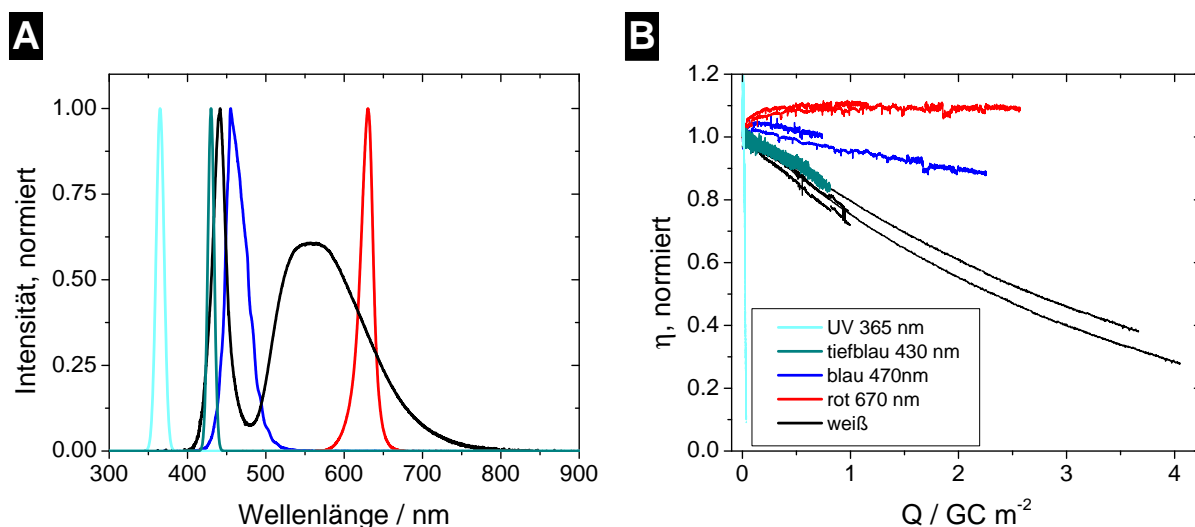 A
Intensität, normiert
1.00
0.75
0.50
0.25
0.00
300 400 500 600 700 800 900
Wellenlänge / nm
B
η, normiert
1.2
1.0
0.8
0.6
0.4
0.2
0.0
UV 365 nm
tiefblau 430 nm
blau 470nm
rot 670 nm
weiß
0 1 2 3 4
Q / GC m-2